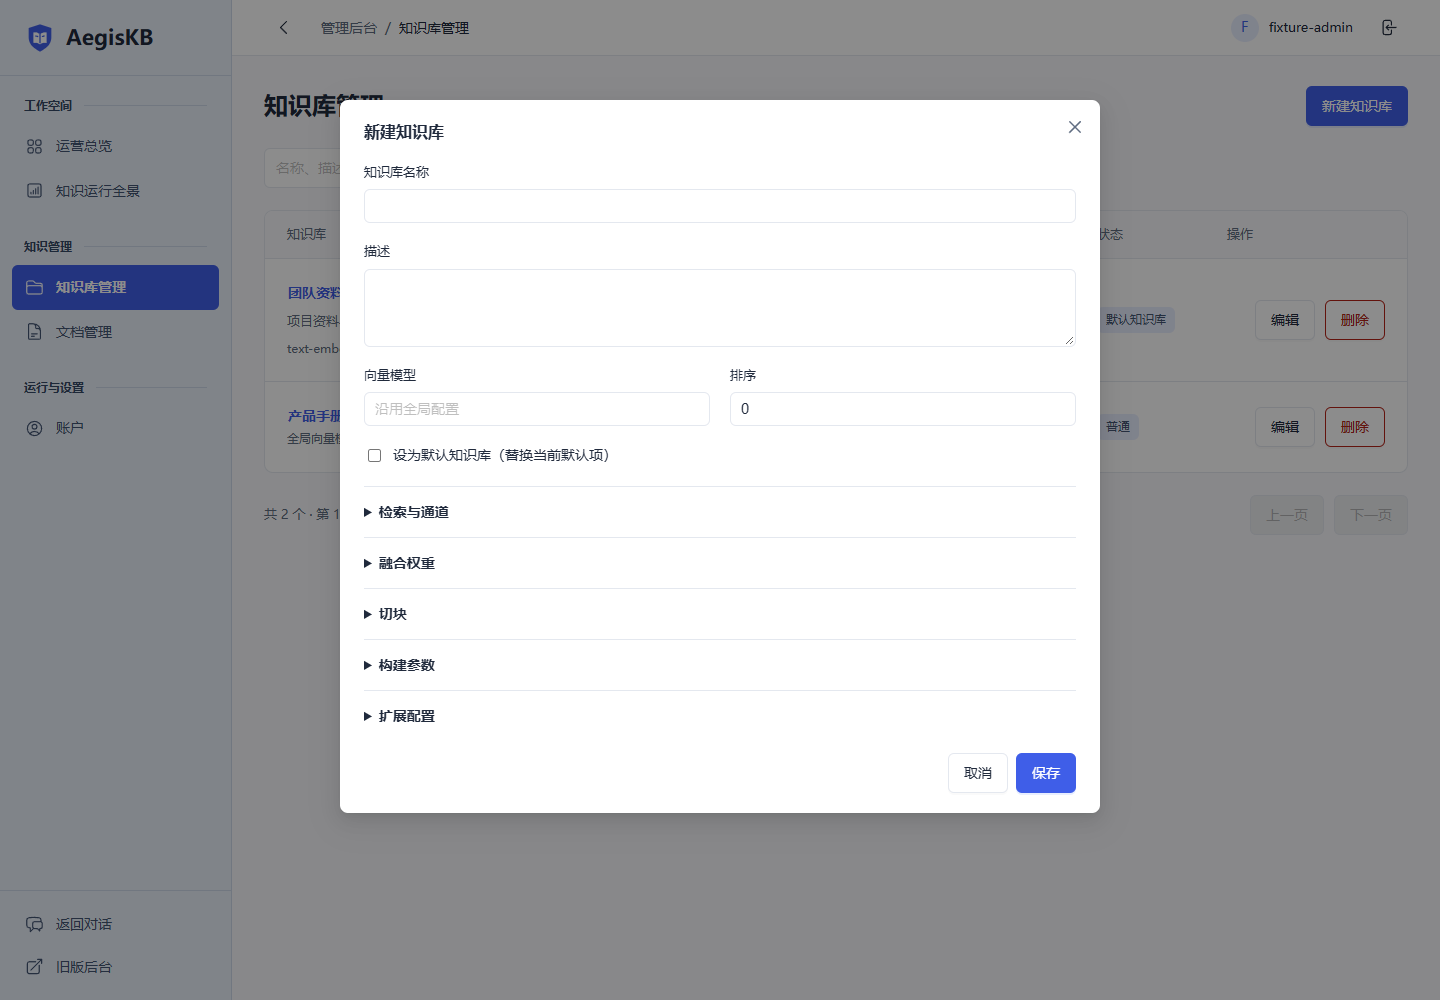 AegisKB
工作空间
运营总览
知识运行全景
知识管理
知识库管理
文档管理
运行与设置
账户
返回对话
旧版后台
管理后台 / 知识库管理
F fixture-admin
知识库管理
新建知识库
名称、描述
知识库 状态 操作
团队资料
项目资料
text-emb
默认知识库 编辑 删除
产品手册
全局向量模
普通 编辑 删除
共 2 个 · 第 1
上一页 下一页
新建知识库
知识库名称
描述
向量模型 排序
沿用全局配置 0
设为默认知识库（替换当前默认项）
检索与通道
融合权重
切块
构建参数
扩展配置
取消 保存